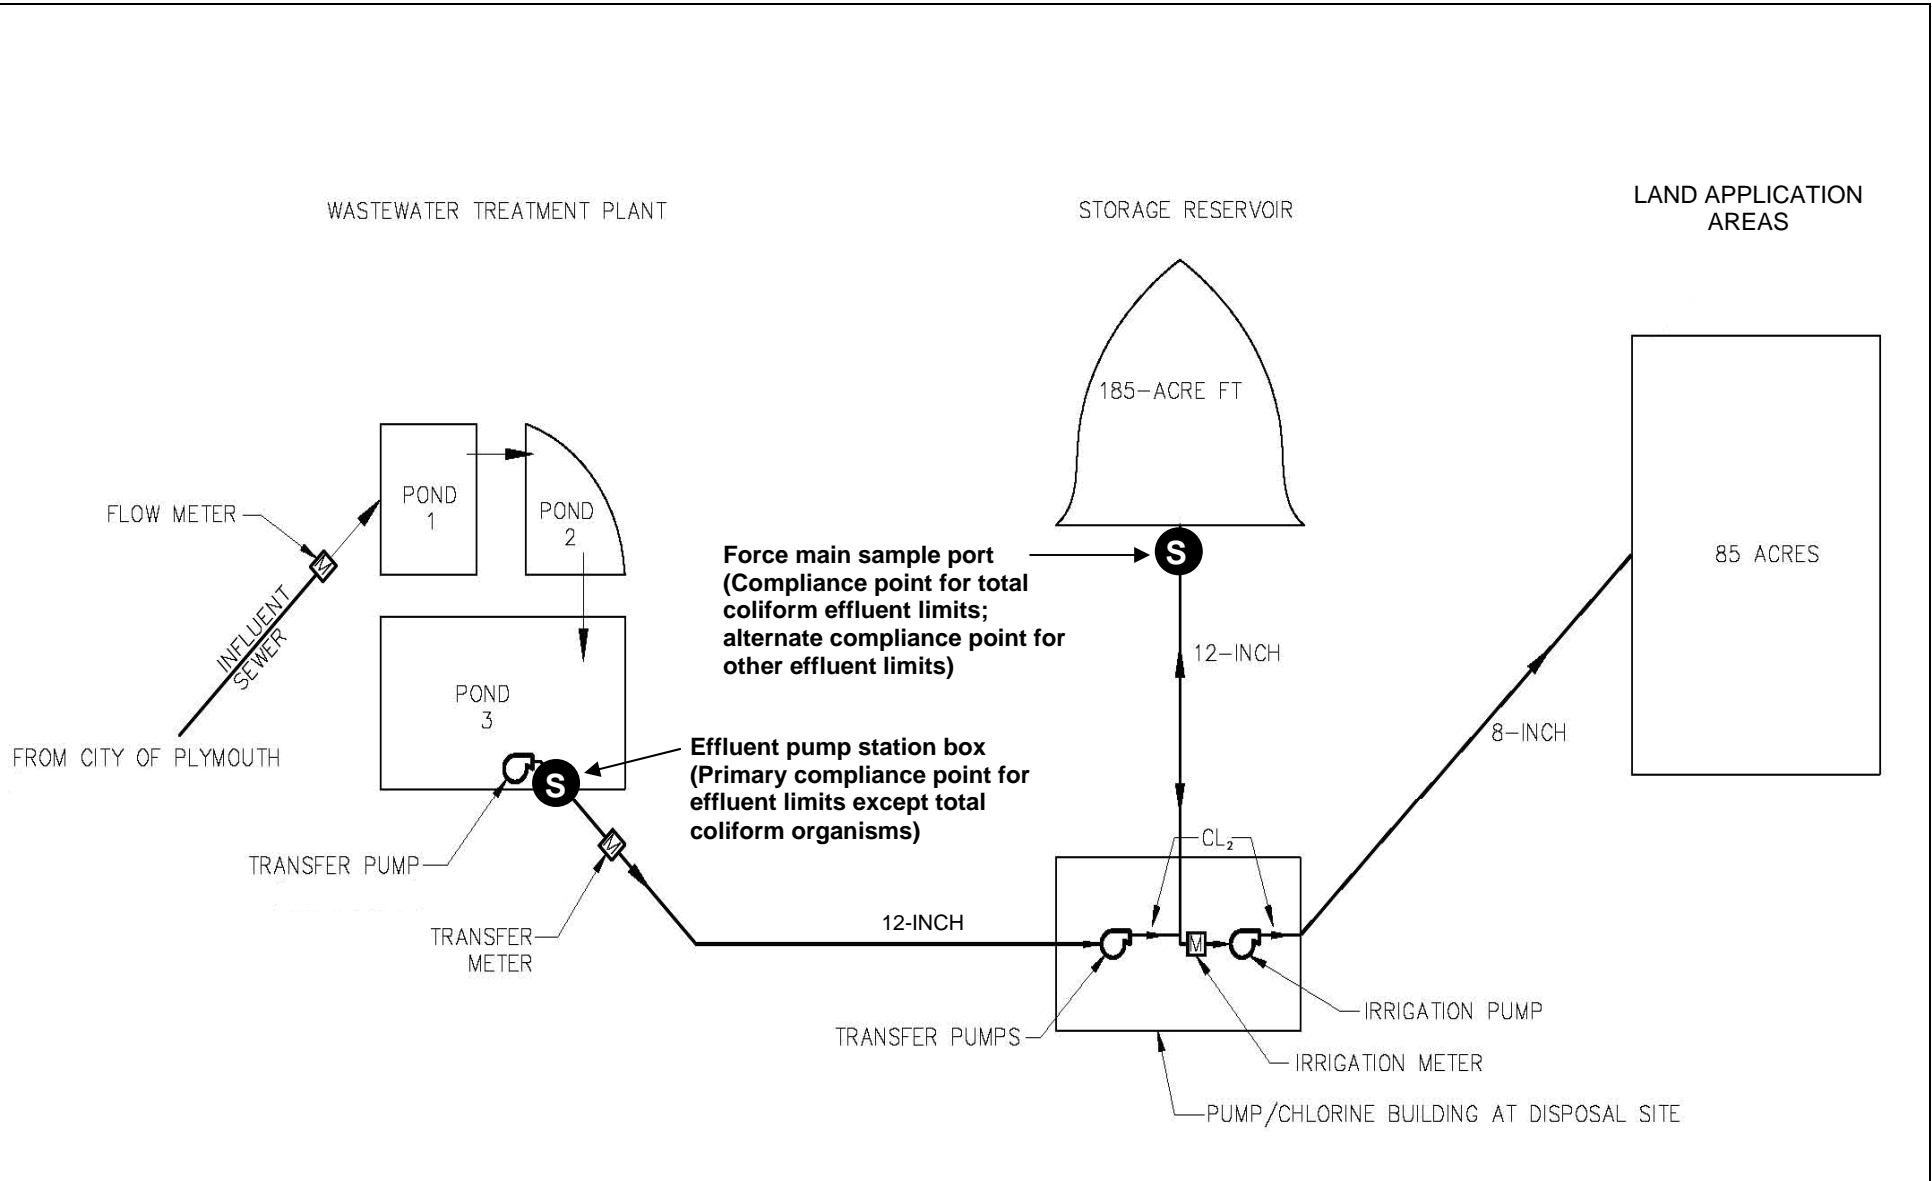 WASTEWATER TREATMENT PLANT
STORAGE RESERVOIR
LAND APPLICATION
AREAS
185-ACRE FT
FLOW METER
M
POND
1
POND
2
INFLUENT
SEWER
FROM CITY OF PLYMOUTH
POND
3
S
Force main sample port
(Compliance point for total
coliform effluent limits;
alternate compliance point for
other effluent limits)
S
12-INCH
85 ACRES
8-INCH
Effluent pump station box
(Primary compliance point for
effluent limits except total
coliform organisms)
TRANSFER PUMP
M
TRANSFER
METER
12-INCH
CL₂
M
TRANSFER PUMPS
IRRIGATION PUMP
IRRIGATION METER
PUMP/CHLORINE BUILDING AT DISPOSAL SITE